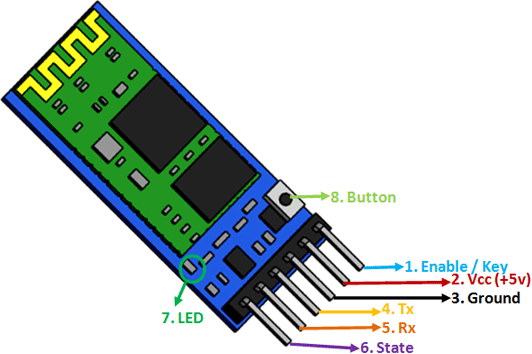 8. Button
1. Enable / Key
2. Vcc (+5v)
3. Ground
4. Tx
7. LED
5. Rx
6. State